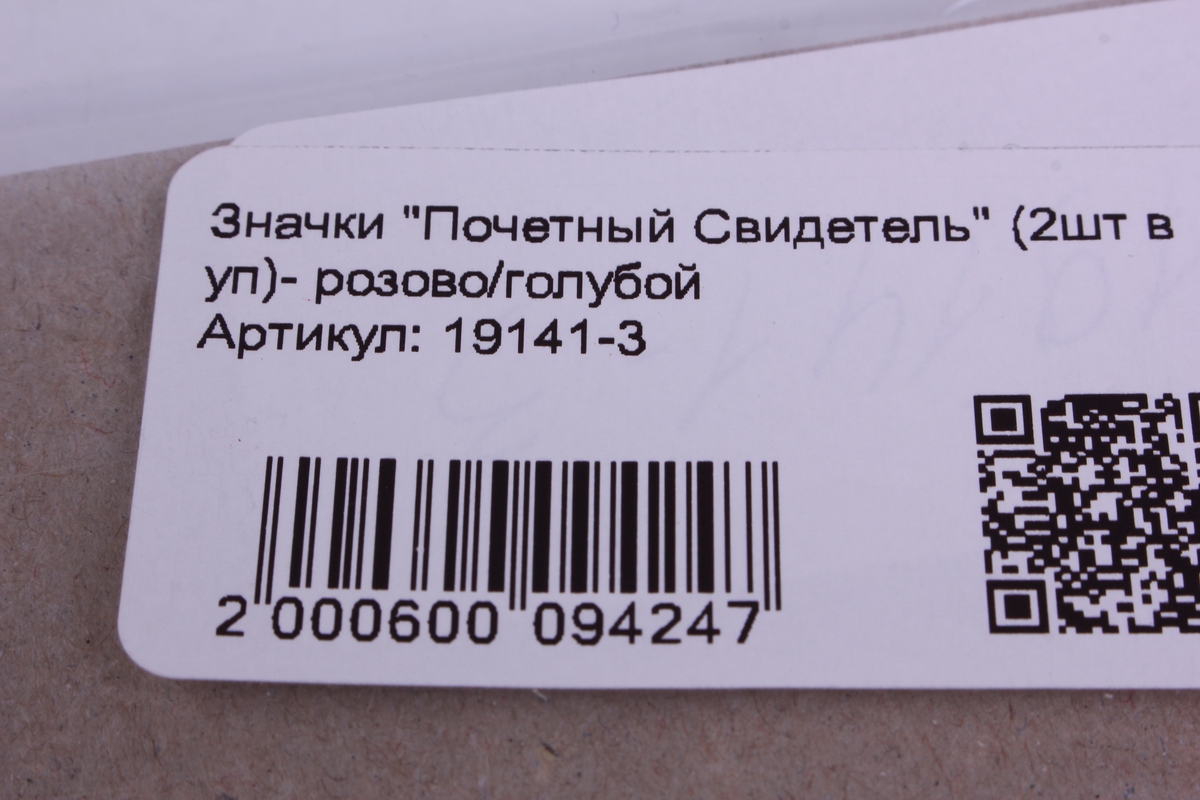 Значки "Почетный Свидетель" (2шт в
уп)- розово/голубой
Артикул: 19141-3
2 000600 094247